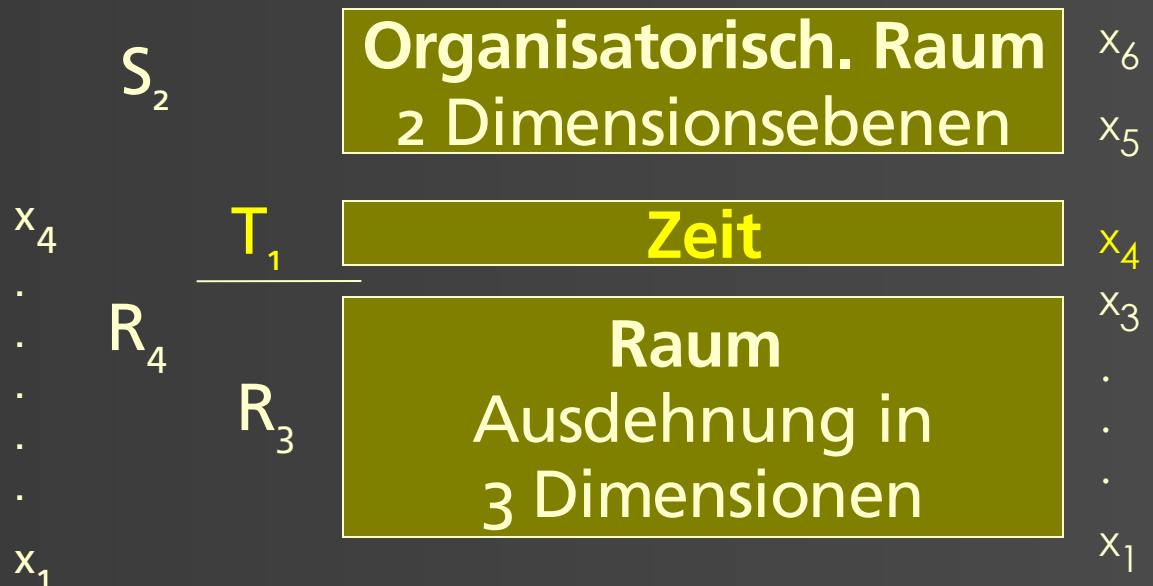 S₂
Organisatorisch. Raum
2 Dimensionsebenen
x₆
x₅
x₄
T₁
Zeit
x₄
.
.
.
.
.
x₁
R₄
R₃
Raum
Ausdehnung in
3 Dimensionen
x₃
.
.
.
x₁